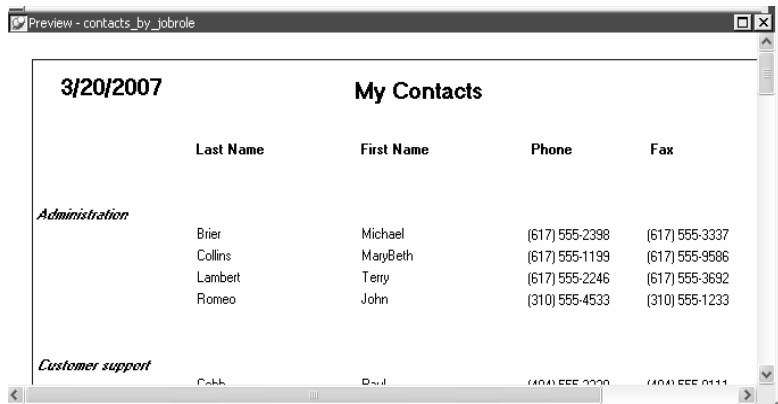 Preview - contacts_by_jobrole
3/20/2007 My Contacts
Last Name First Name Phone Fax
Administration
Brier Michael (617) 555-2398 (617) 555-3337
Collins MaryBeth (617) 555-1199 (617) 555-9586
Lambert Terry (617) 555-2246 (617) 555-3692
Romeo John (310) 555-4533 (310) 555-1233
Customer support
Cobb Paul